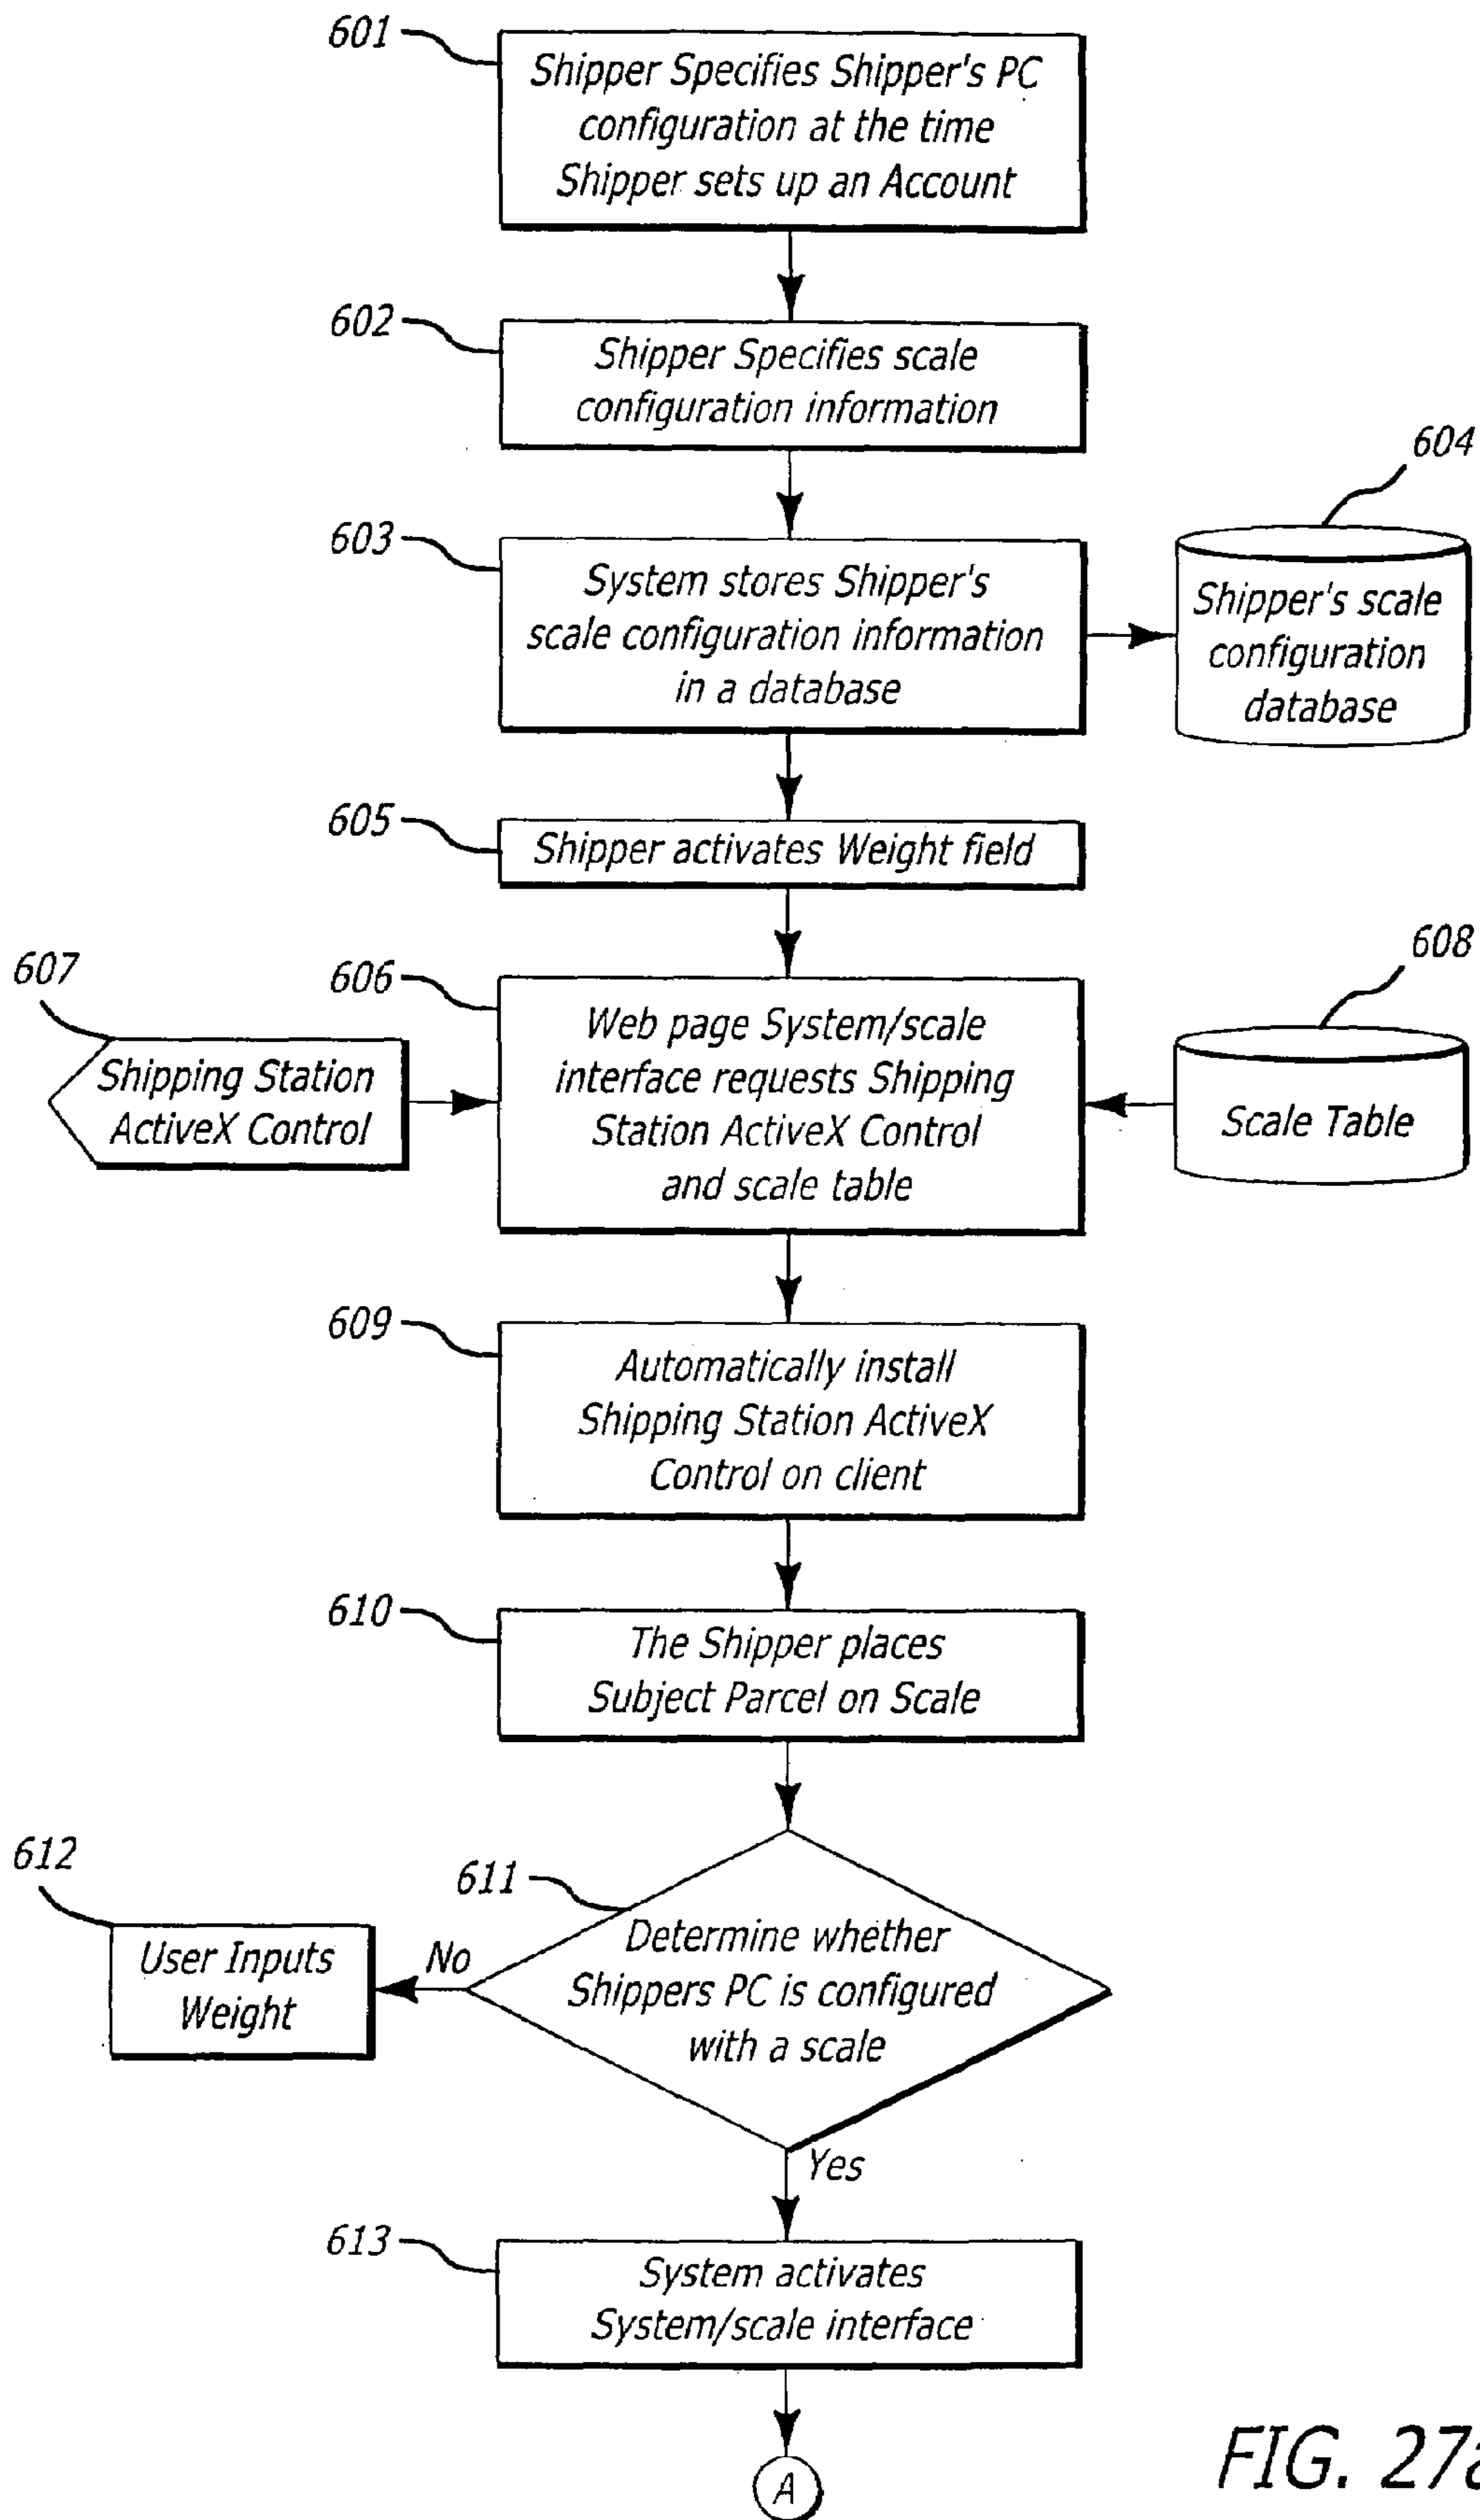 601
Shipper Specifies Shipper's PC
configuration at the time
Shipper sets up an Account
602
Shipper Specifies scale
configuration information
603
System stores Shipper's
scale configuration information
in a database
604
Shipper's scale
configuration
database
605
Shipper activates Weight field
606
Web page System/scale
interface requests Shipping
Station ActiveX Control
and scale table
607
Shipping Station
ActiveX Control
608
Scale Table
609
Automatically install
Shipping Station ActiveX
Control on client
610
The Shipper places
Subject Parcel on Scale
611
Determine whether
Shippers PC is configured
with a scale
No
612
User Inputs
Weight
Yes
613
System activates
System/scale interface
A
FIG. 27a